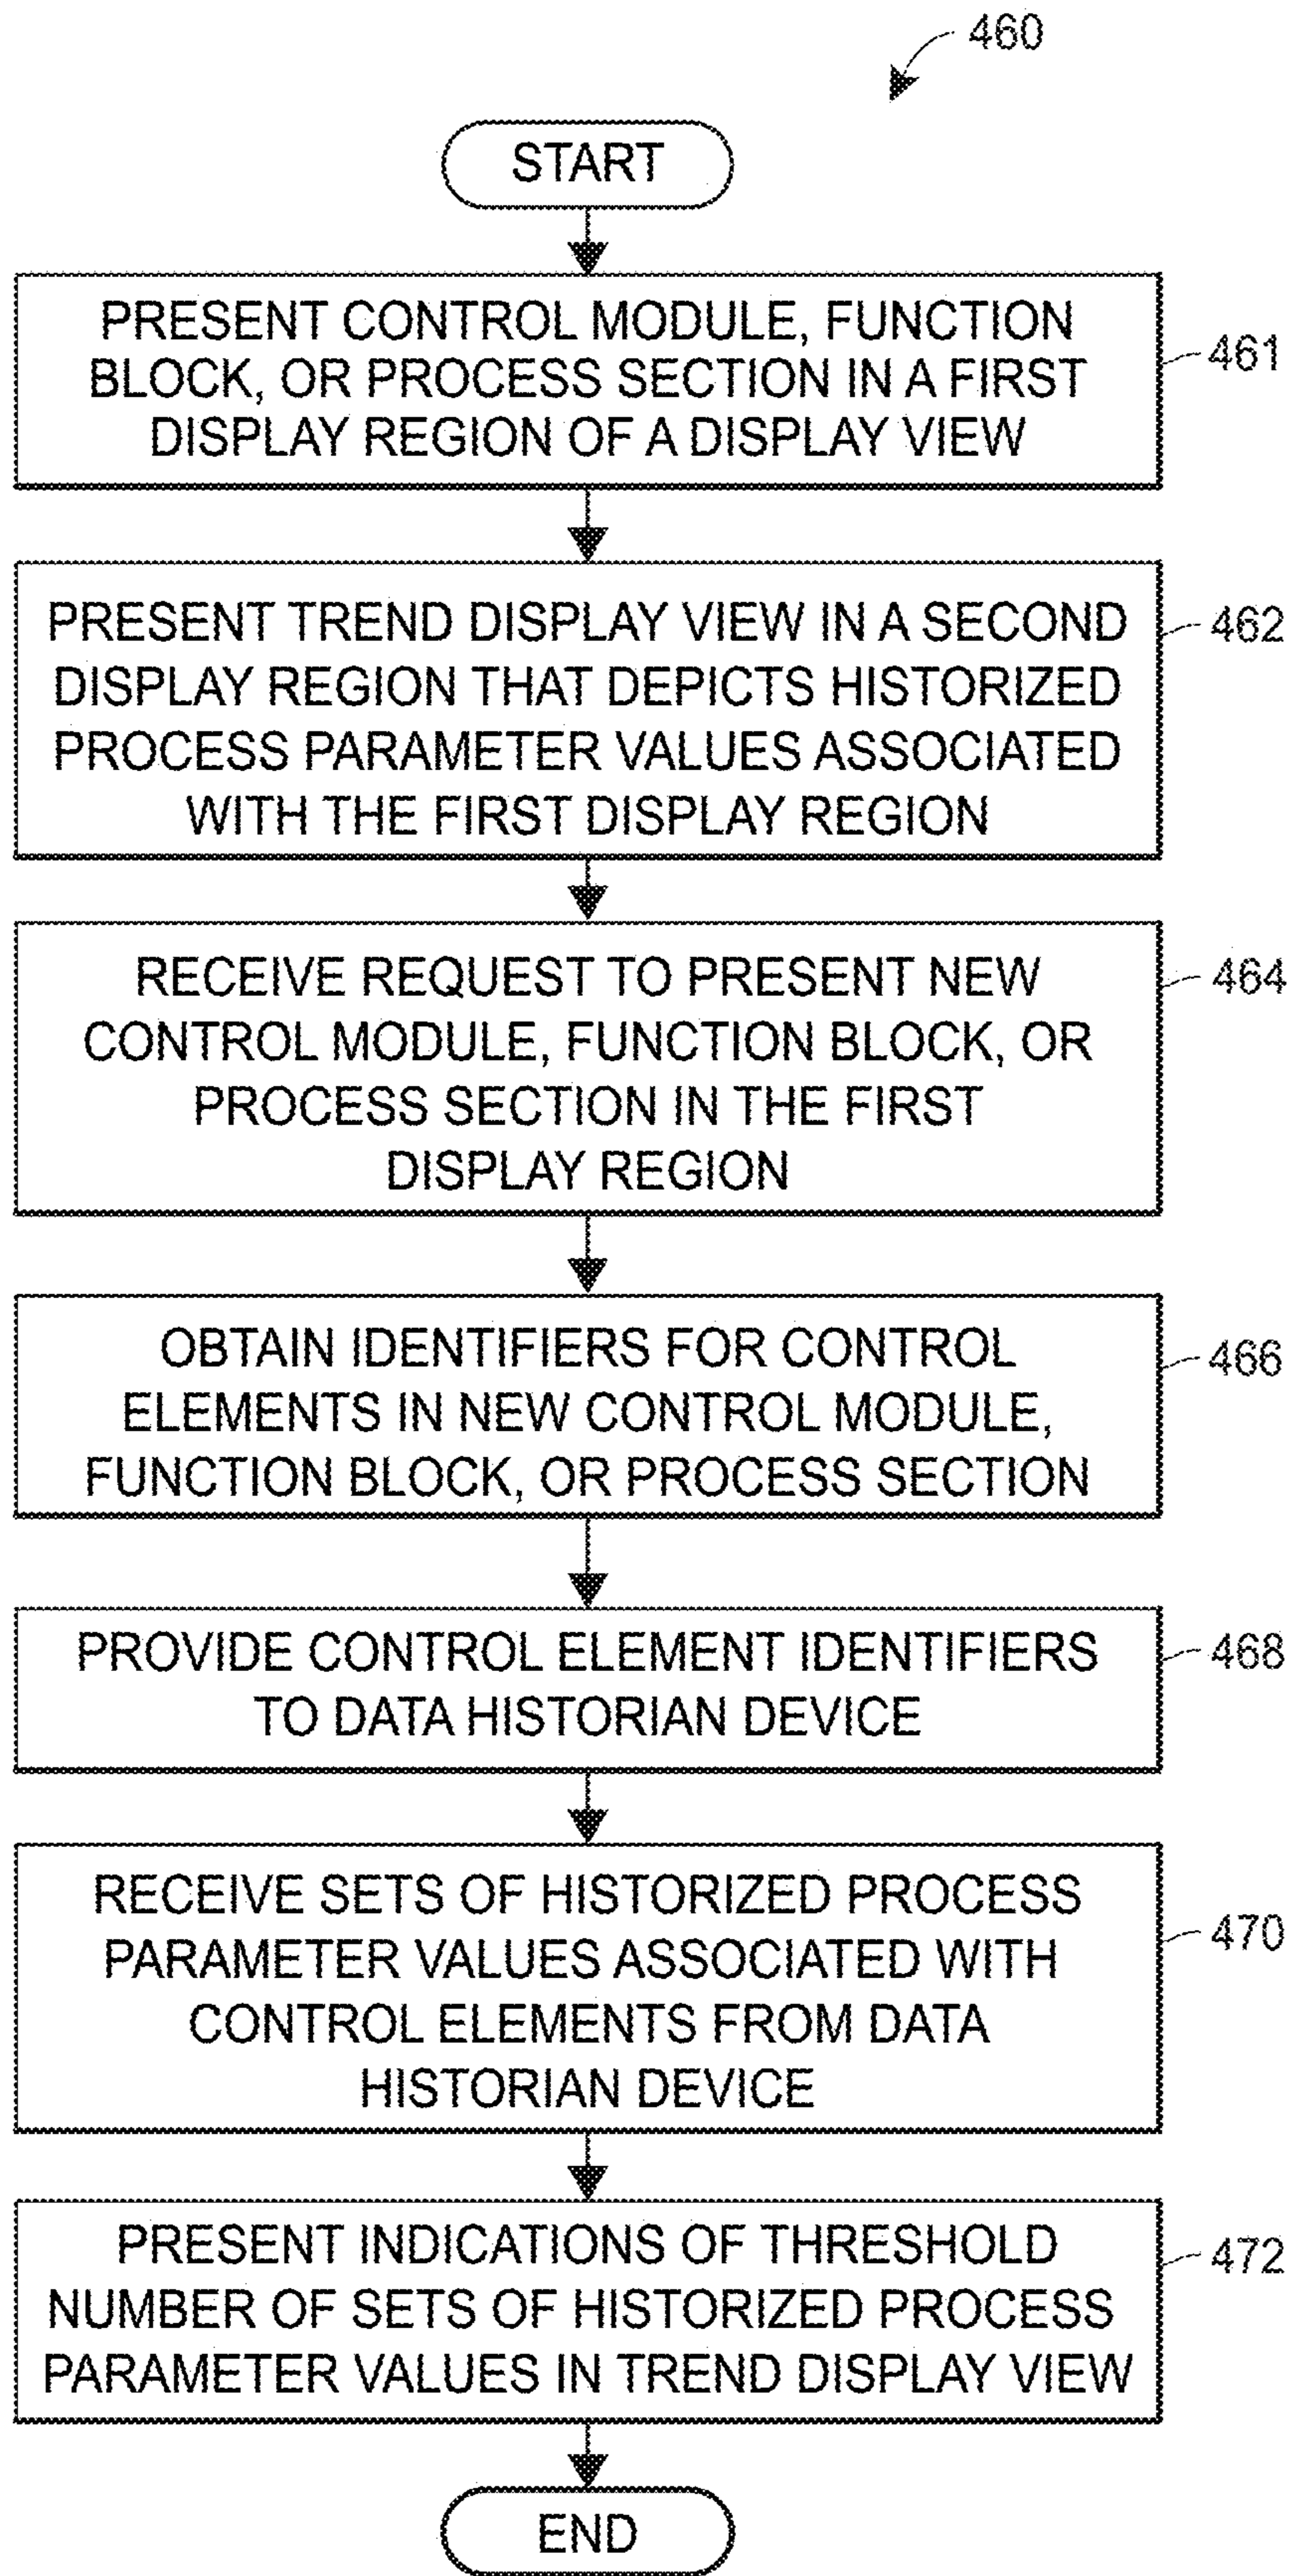 460
START
PRESENT CONTROL MODULE, FUNCTION
BLOCK, OR PROCESS SECTION IN A FIRST
DISPLAY REGION OF A DISPLAY VIEW
461
PRESENT TREND DISPLAY VIEW IN A SECOND
DISPLAY REGION THAT DEPICTS HISTORIZED
PROCESS PARAMETER VALUES ASSOCIATED
WITH THE FIRST DISPLAY REGION
462
RECEIVE REQUEST TO PRESENT NEW
CONTROL MODULE, FUNCTION BLOCK, OR
PROCESS SECTION IN THE FIRST
DISPLAY REGION
464
OBTAIN IDENTIFIERS FOR CONTROL
ELEMENTS IN NEW CONTROL MODULE,
FUNCTION BLOCK, OR PROCESS SECTION
466
PROVIDE CONTROL ELEMENT IDENTIFIERS
TO DATA HISTORIAN DEVICE
468
RECEIVE SETS OF HISTORIZED PROCESS
PARAMETER VALUES ASSOCIATED WITH
CONTROL ELEMENTS FROM DATA
HISTORIAN DEVICE
470
PRESENT INDICATIONS OF THRESHOLD
NUMBER OF SETS OF HISTORIZED PROCESS
PARAMETER VALUES IN TREND DISPLAY VIEW
472
END